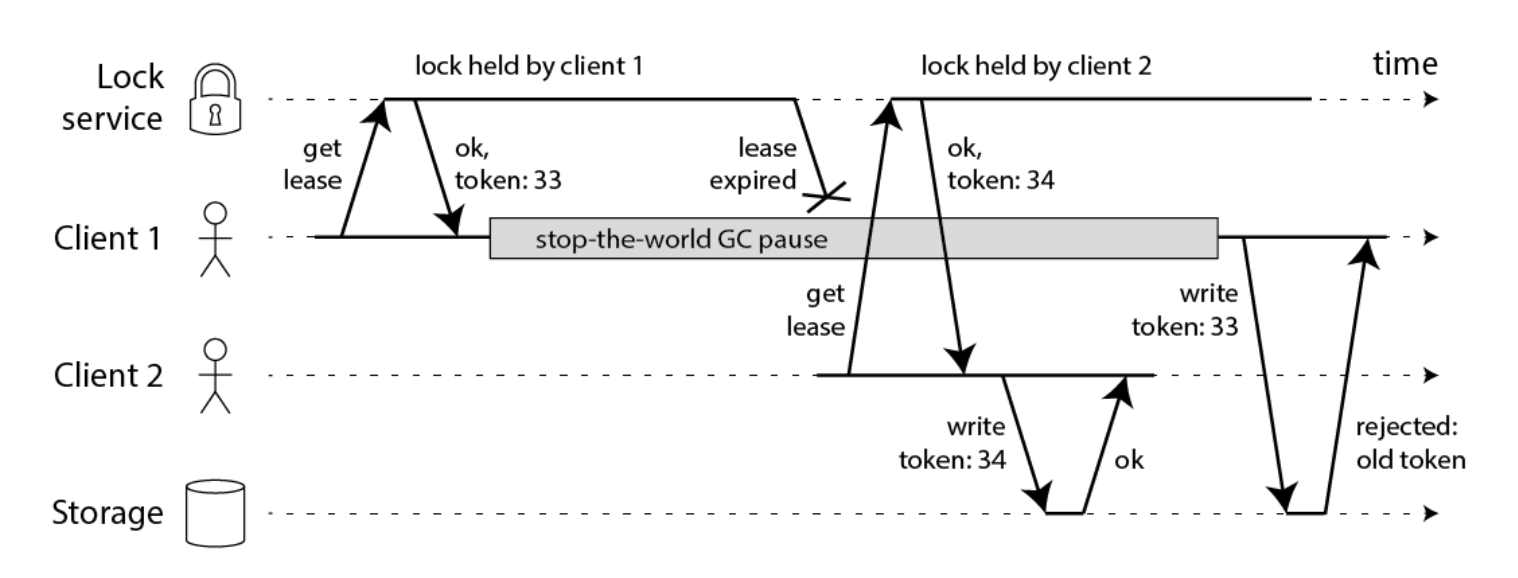 lock held by client 1
lock held by client 2
time
Lock
service
get
lease
ok,
token: 33
lease
expired
ok,
token: 34
Client 1
stop-the-world GC pause
get
lease
write
token: 33
Client 2
write
token: 34
ok
rejected:
old token
Storage